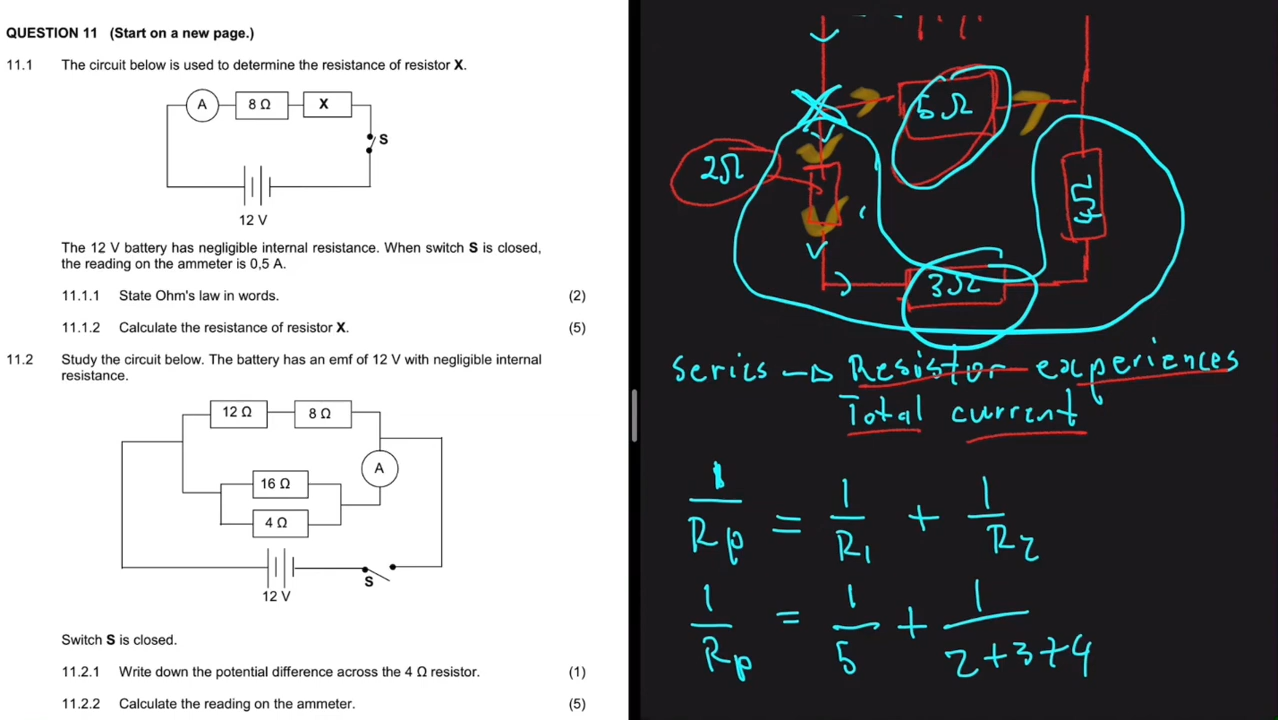 QUESTION 11 (Start on a new page.)
11.1 The circuit below is used to determine the resistance of resistor X.
A 8 Ω X
S
12 V
The 12 V battery has negligible internal resistance. When switch S is closed,
the reading on the ammeter is 0,5 A.
11.1.1 State Ohm's law in words. (2)
11.1.2 Calculate the resistance of resistor X. (5)
11.2 Study the circuit below. The battery has an emf of 12 V with negligible internal
resistance.
12 Ω 8 Ω
A
16 Ω
4 Ω
S
12 V
Switch S is closed.
11.2.1 Write down the potential difference across the 4 Ω resistor. (1)
11.2.2 Calculate the reading on the ammeter. (5)
5Ω
2Ω
4Ω
3Ω
Series → Resistor experiences
Total current
1/Rp = 1/R1 + 1/R2
1/Rp = 1/5 + 1/2+3+4